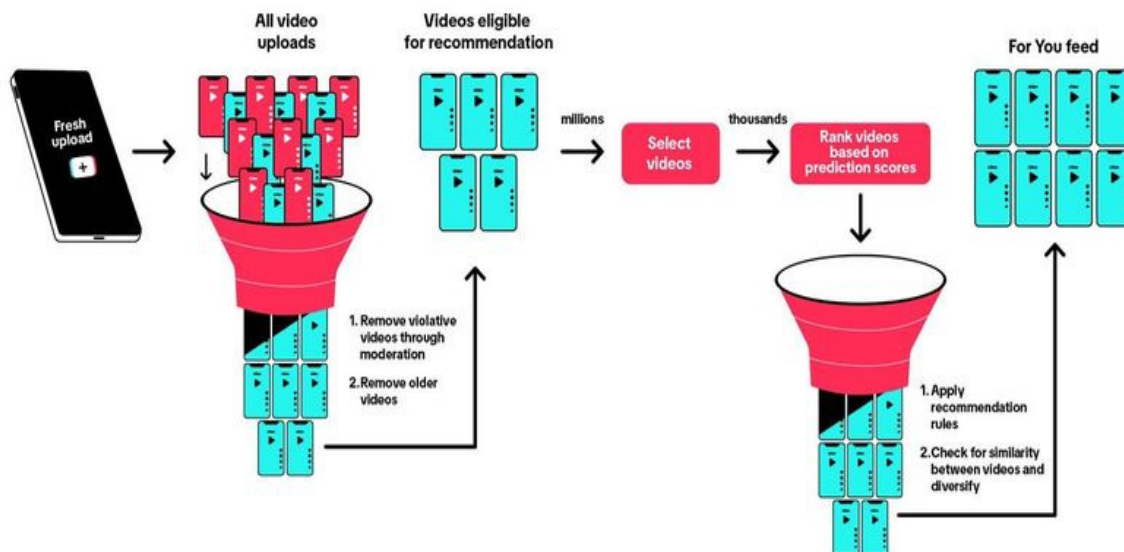 All video
uploads
Videos eligible
for recommendation
For You feed
Fresh
upload
+
millions
Select
videos
thousands
Rank videos
based on
prediction scores
1. Remove violative
videos through
moderation
2. Remove older
videos
1. Apply
recommendation
rules
2. Check for similarity
between videos and
diversify